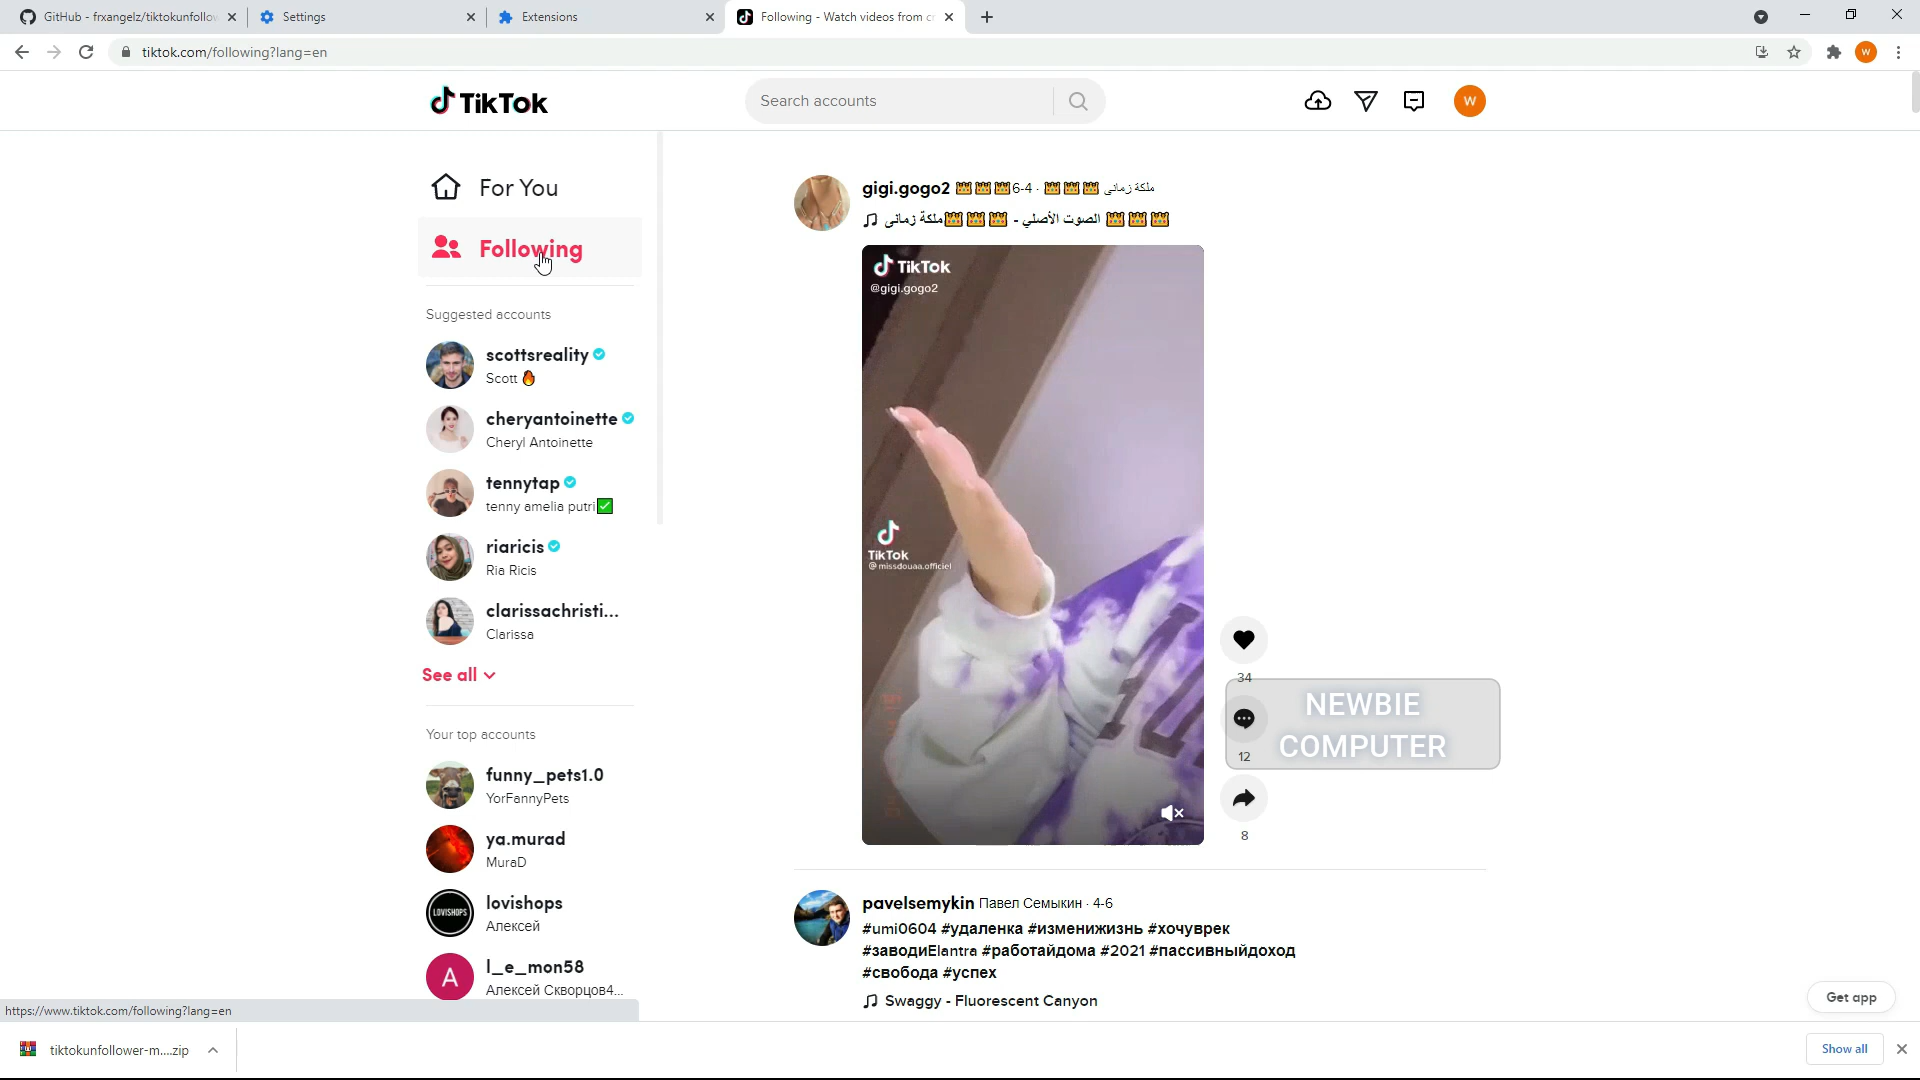 GitHub - frxangelz/tiktokunfollow
Settings
Extensions
Following - Watch videos from cr
tiktok.com/following?lang=en
W
TikTok
Search accounts
W
For You
Following
Suggested accounts
scottsreality
Scott 🔥
cheryantoinette
Cheryl Antoinette
tennytap
tenny amelia putri✅
riaricis
Ria Ricis
clarissachristi...
Clarissa
See all
Your top accounts
funny_pets1.0
YorFannyPets
ya.murad
MuraD
LOVISHOPS
lovishops
Алексей
A
l_e_mon58
Алексей Скворцов4...
gigi.gogo2 👑👑👑ملكة زمانى 👑👑👑 · 6-4
👑👑👑 الصوت الأصلي - 👑👑👑ملكة زمانى
TikTok
@gigi.gogo2
TikTok
@missdouaa.officiel
34
12
8
NEWBIE
COMPUTER
pavelsemykin Павел Семыкин · 4-6
#umi0604 #удаленка #изменижизнь #хочуврек
#заводиElantra #работайдома #2021 #пассивныйдоход
#свобода #успех
Swaggy - Fluorescent Canyon
Get app
https://www.tiktok.com/following?lang=en
tiktokunfollower-m....zip
Show all